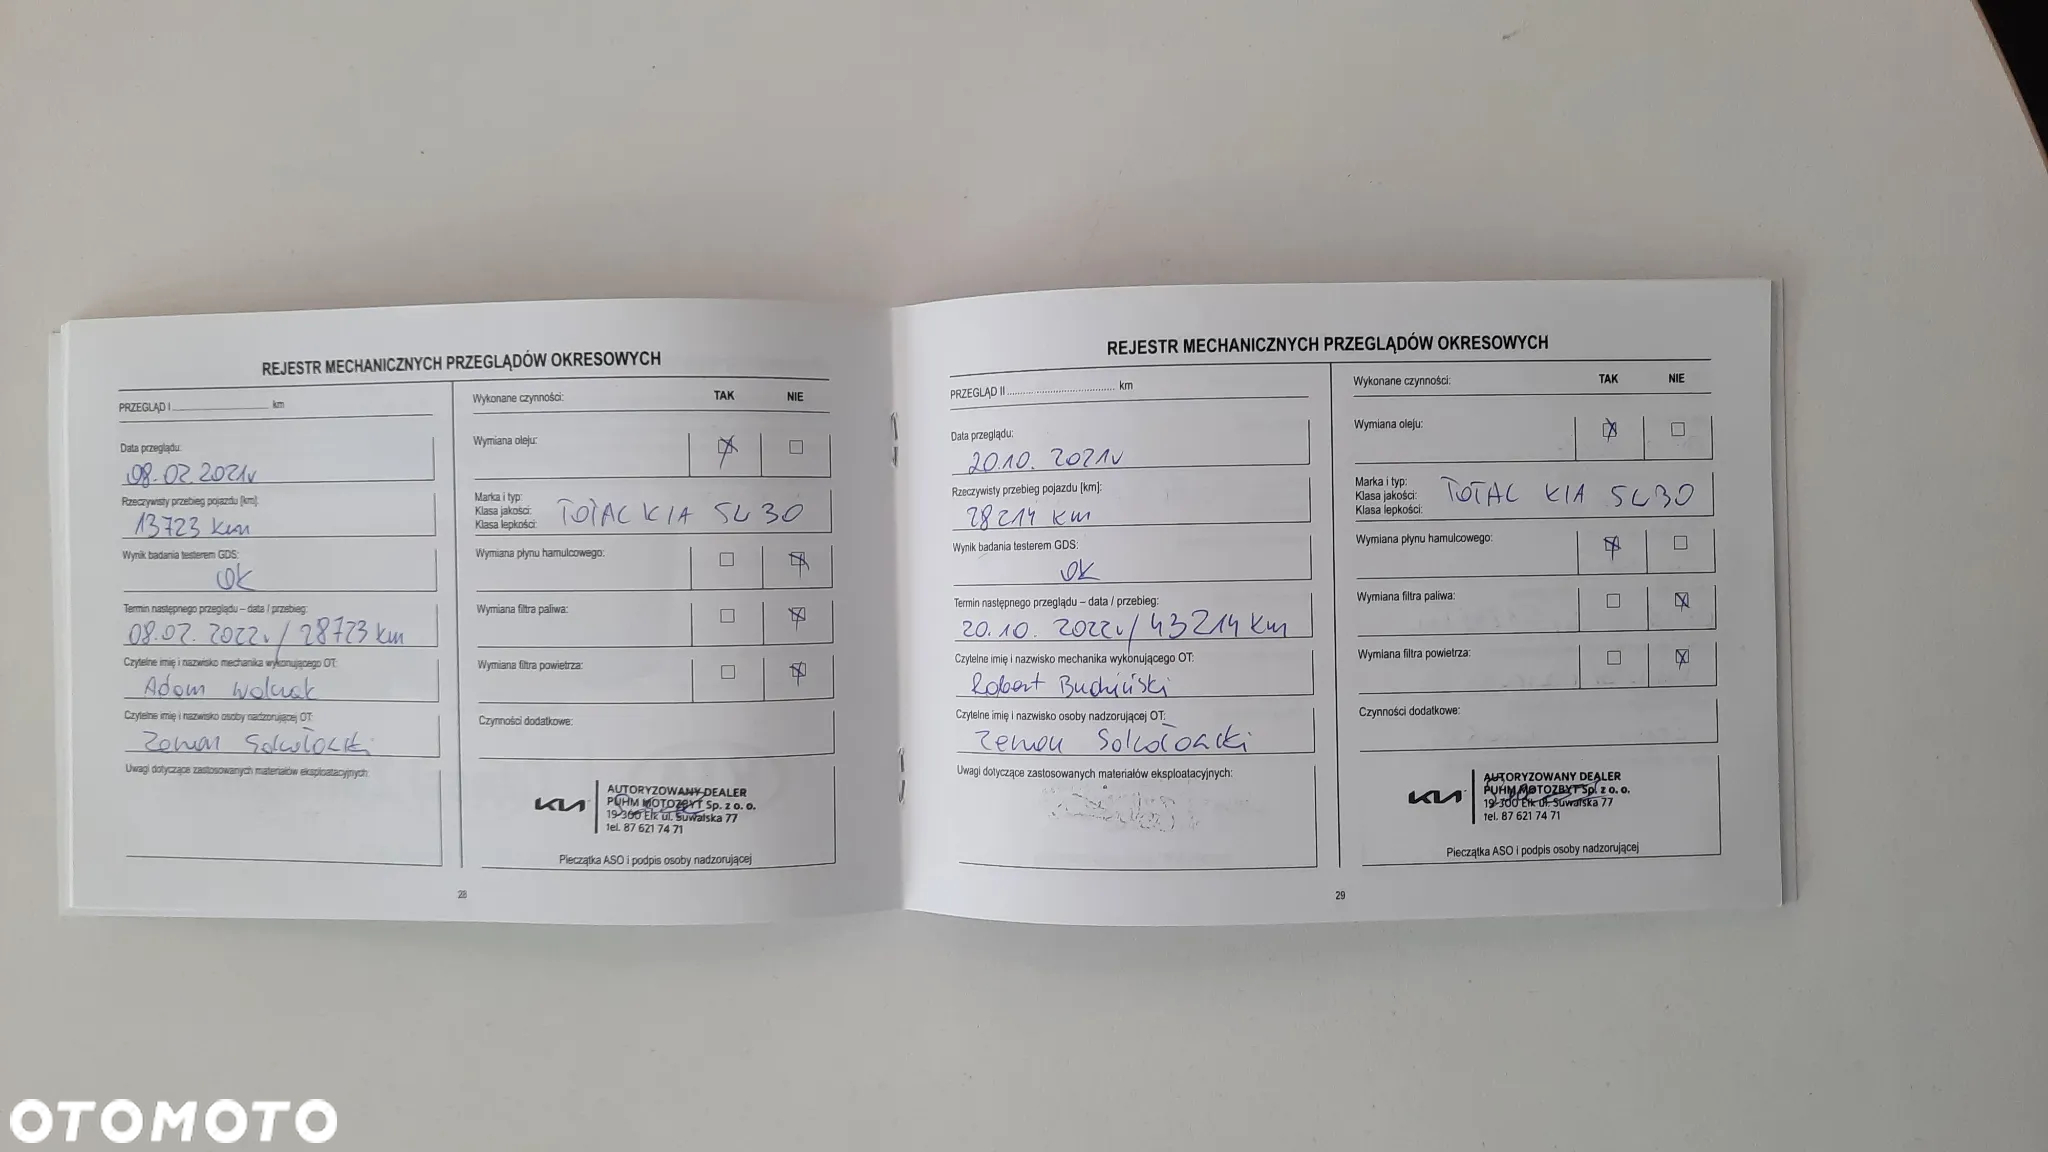 REJESTR MECHANICZNYCH PRZEGLĄDÓW OKRESOWYCH
PRZEGLĄD I ........................... km
Data przeglądu:
08.02.2021r
Rzeczywisty przebieg pojazdu [km]:
13723 km
Wynik badania testerem GDS:
OK
Termin następnego przeglądu – data / przebieg:
08.02.2022r / 28723 km
Czytelne imię i nazwisko mechanika wykonującego OT:
Adam
Czytelne imię i nazwisko osoby nadzorującej OT:
Zenon Sokołowski
Uwagi dotyczące zastosowanych materiałów eksploatacyjnych:
Wykonane czynności: TAK NIE
Wymiana oleju:
Marka i typ:
Klasa jakości:
Klasa lepkości:
TOTAL KIA 5W30
Wymiana płynu hamulcowego:
Wymiana filtra paliwa:
Wymiana filtra powietrza:
Czynności dodatkowe:
KIA
AUTORYZOWANY DEALER
PUHM MOTOZBYT Sp. z o. o.
19-300 Ełk ul. Suwalska 77
tel. 87 621 74 71
Pieczątka ASO i podpis osoby nadzorującej
28
REJESTR MECHANICZNYCH PRZEGLĄDÓW OKRESOWYCH
PRZEGLĄD II ........................... km
Data przeglądu:
20.10.2021r
Rzeczywisty przebieg pojazdu [km]:
28214 km
Wynik badania testerem GDS:
OK
Termin następnego przeglądu – data / przebieg:
20.10.2022r / 43214 km
Czytelne imię i nazwisko mechanika wykonującego OT:
Robert Buchiński
Czytelne imię i nazwisko osoby nadzorującej OT:
Zenon Sokołowski
Uwagi dotyczące zastosowanych materiałów eksploatacyjnych:
Wykonane czynności: TAK NIE
Wymiana oleju:
Marka i typ:
Klasa jakości:
Klasa lepkości:
TOTAL KIA 5W30
Wymiana płynu hamulcowego:
Wymiana filtra paliwa:
Wymiana filtra powietrza:
Czynności dodatkowe:
KIA
AUTORYZOWANY DEALER
PUHM MOTOZBYT Sp. z o. o.
19-300 Ełk ul. Suwalska 77
tel. 87 621 74 71
Pieczątka ASO i podpis osoby nadzorującej
29
OTOMOTO